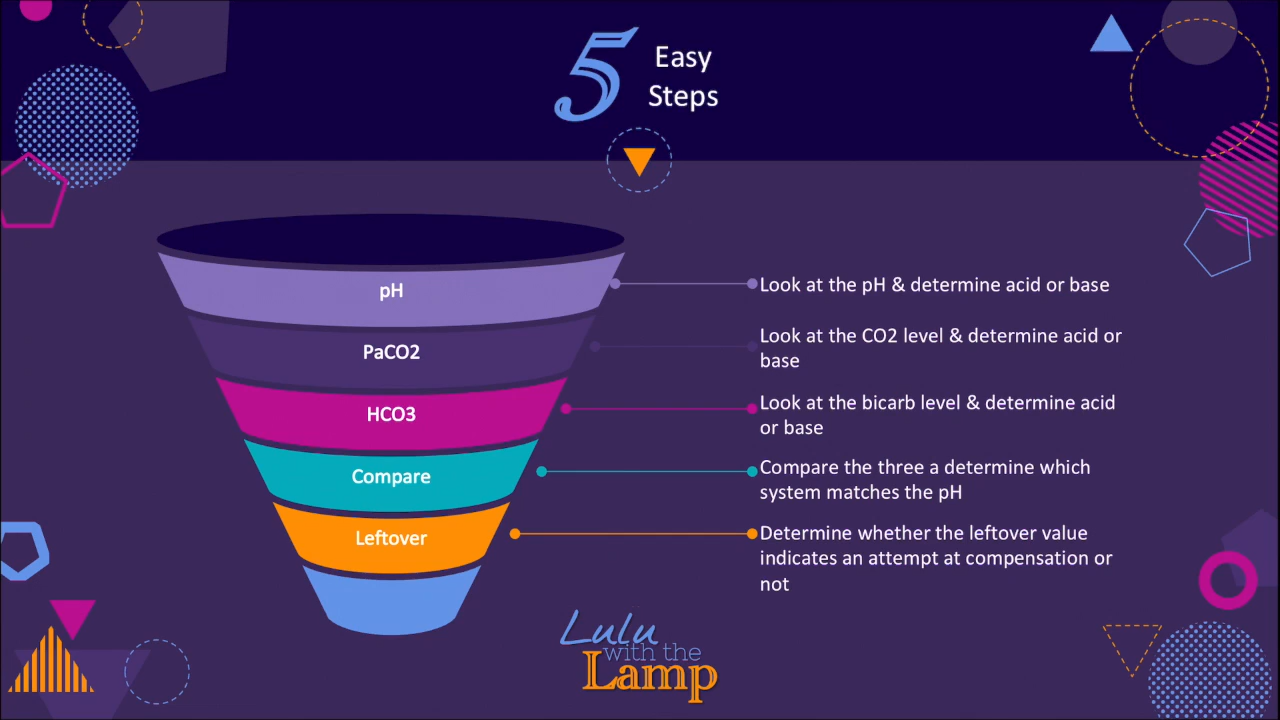 5
Easy
Steps
pH
Look at the pH & determine acid or base
PaCO2
Look at the CO2 level & determine acid or
base
HCO3
Look at the bicarb level & determine acid
or base
Compare
Compare the three a determine which
system matches the pH
Leftover
Determine whether the leftover value
indicates an attempt at compensation or
not
Lulu
with the
Lamp